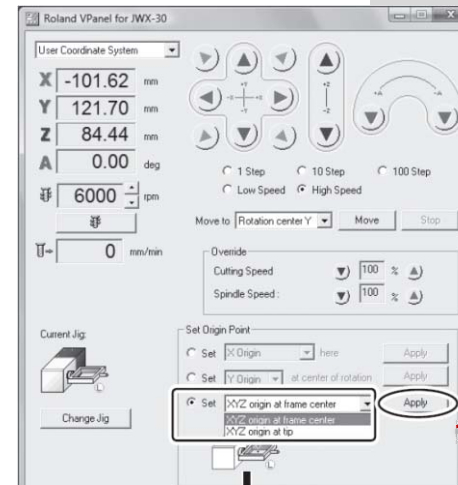 Roland VPanel for JWX-30
User Coordinate System
X -101.62 mm
Y 121.70 mm
Z 84.44 mm
A 0.00 deg
6000 rpm
0 mm/min
+Y
-X +X
-Y
+Z
-Z
-A +A
1 Step 10 Step 100 Step
Low Speed High Speed
Move to Rotation center Y Move Stop
Override
Cutting Speed 100 %
Spindle Speed : 100 %
Current Jig:
L
Change Jig
Set Origin Point
Set X Origin here Apply
Set Y Origin at center of rotation Apply
Set XYZ origin at frame center Apply
XYZ origin at frame center
XYZ origin at tip
L